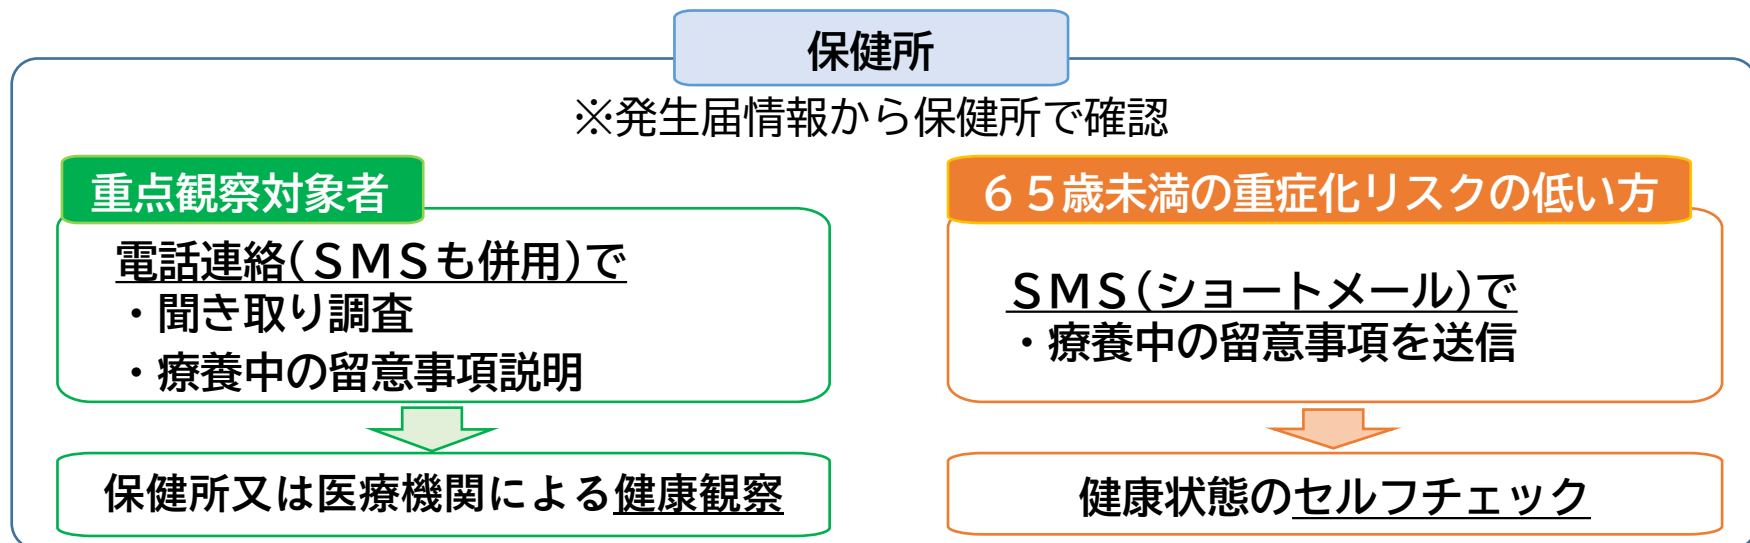 保健所
※発生届情報から保健所で確認
重点観察対象者
電話連絡(ＳＭＳも併用)で
・聞き取り調査
・療養中の留意事項説明
保健所又は医療機関による健康観察
６５歳未満の重症化リスクの低い方
ＳＭＳ(ショートメール)で
・療養中の留意事項を送信
健康状態のセルフチェック